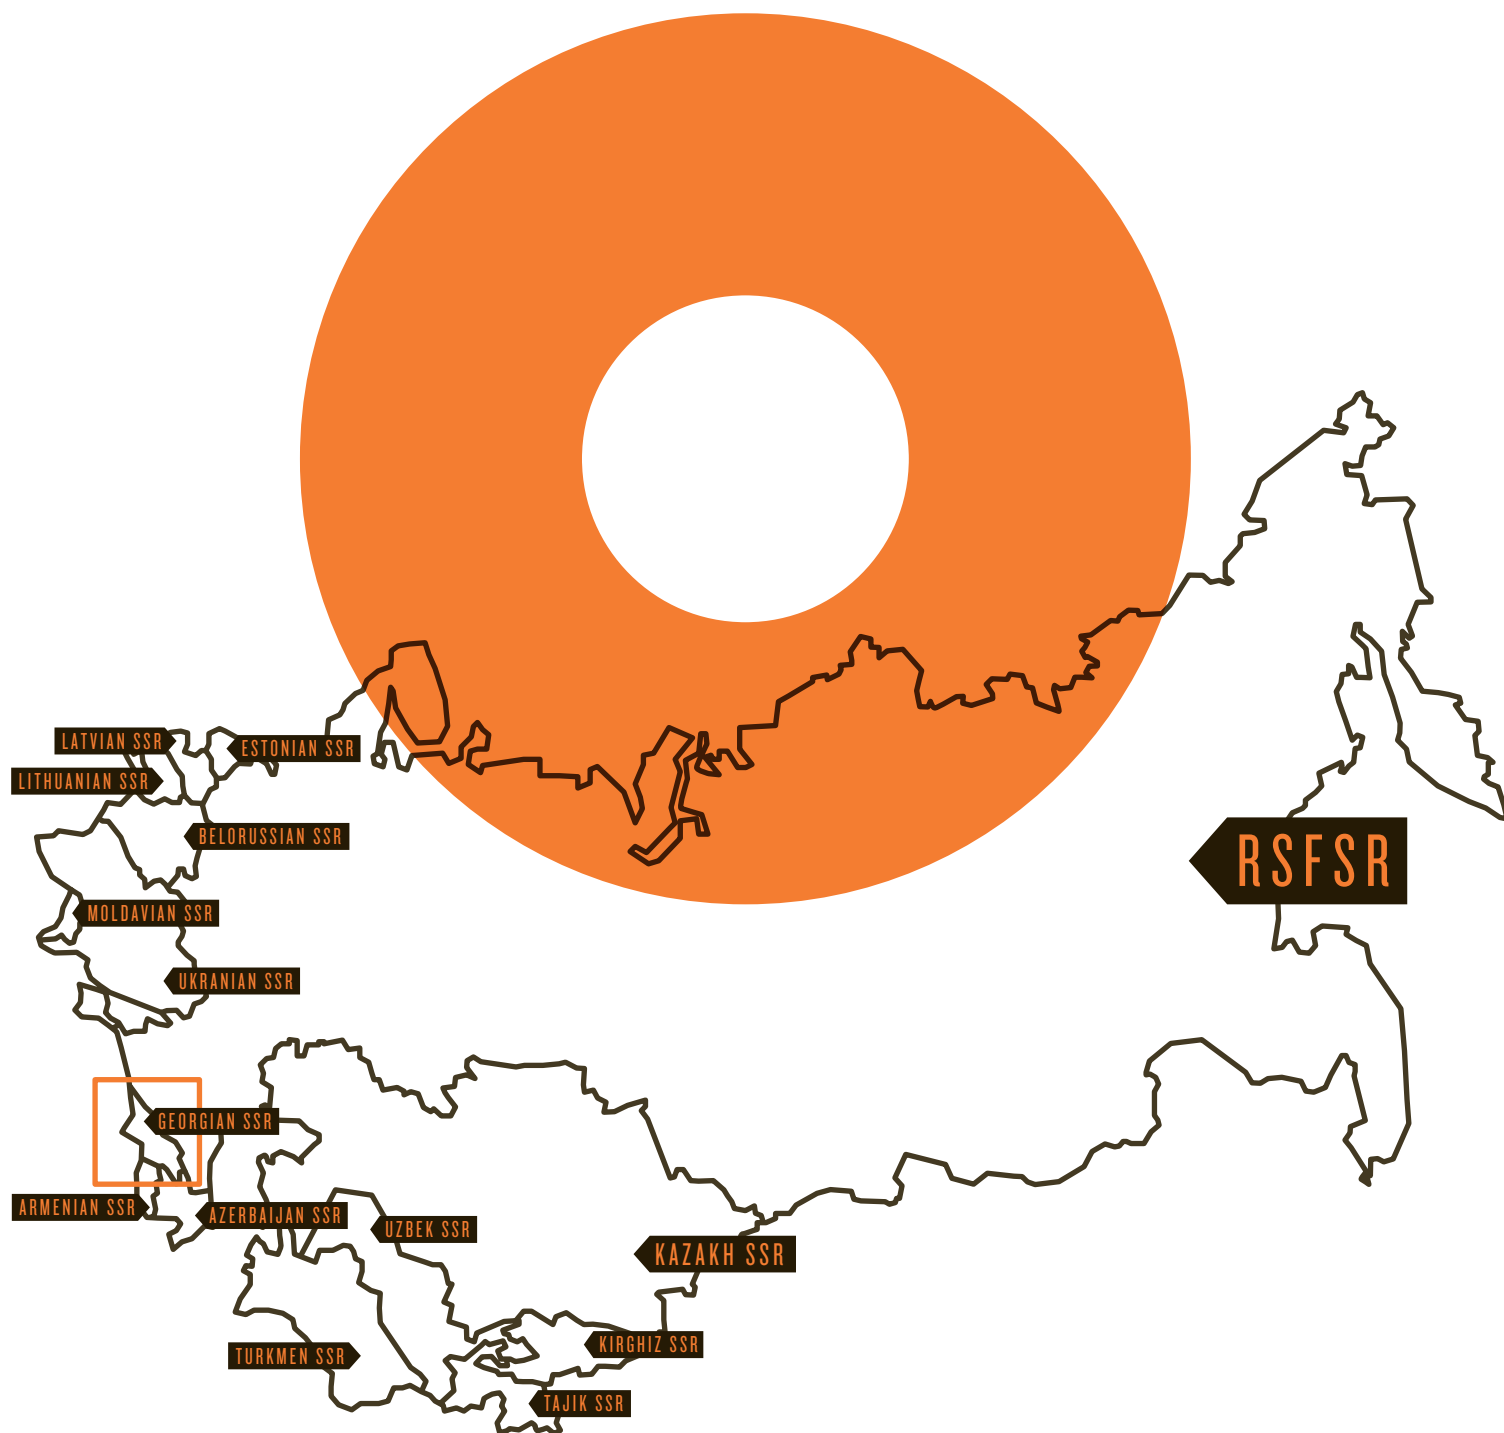 LATVIAN SSR
ESTONIAN SSR
LITHUANIAN SSR
BELORUSSIAN SSR
RSFSR
MOLDAVIAN SSR
UKRANIAN SSR
GEORGIAN SSR
ARMENIAN SSR
AZERBAIJAN SSR
UZBEK SSR
KAZAKH SSR
TURKMEN SSR
KIRGHIZ SSR
TAJIK SSR